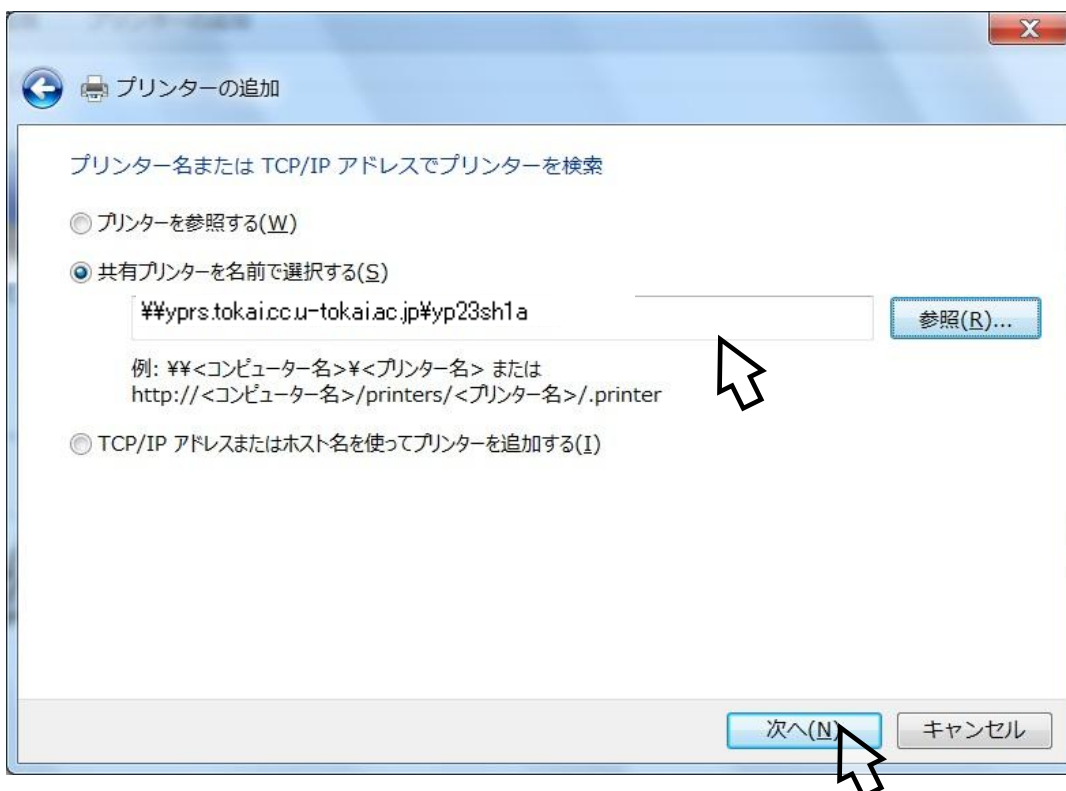 プリンターの追加
プリンター名または TCP/IP アドレスでプリンターを検索
プリンターを参照する(W)
共有プリンターを名前で選択する(S)
¥¥yprs.tokai.cc.u-tokai.ac.jp¥yp23sh1a
参照(R)...
例: ¥¥<コンピューター名>¥<プリンター名> または
http://<コンピューター名>/printers/<プリンター名>/.printer
TCP/IP アドレスまたはホスト名を使ってプリンターを追加する(I)
次へ(N)
キャンセル